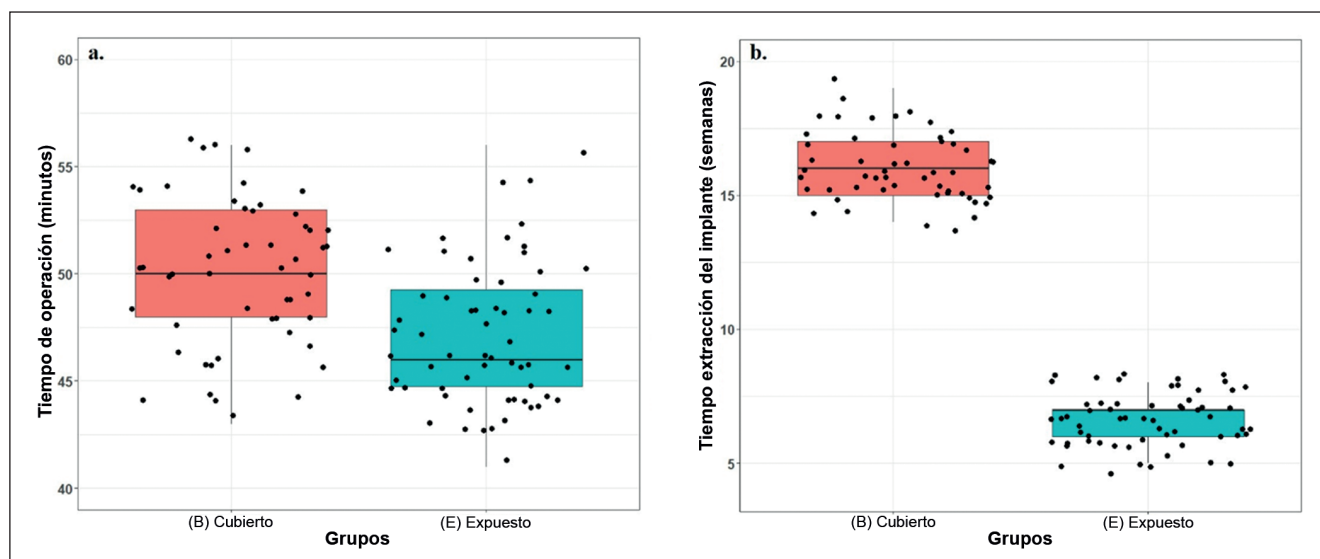 a.
Tiempo de operación (minutos)
60
55
50
45
40
(B) Cubierto
(E) Expuesto
Grupos
b.
Tiempo extracción del implante (semanas)
20
15
10
5
(B) Cubierto
(E) Expuesto
Grupos